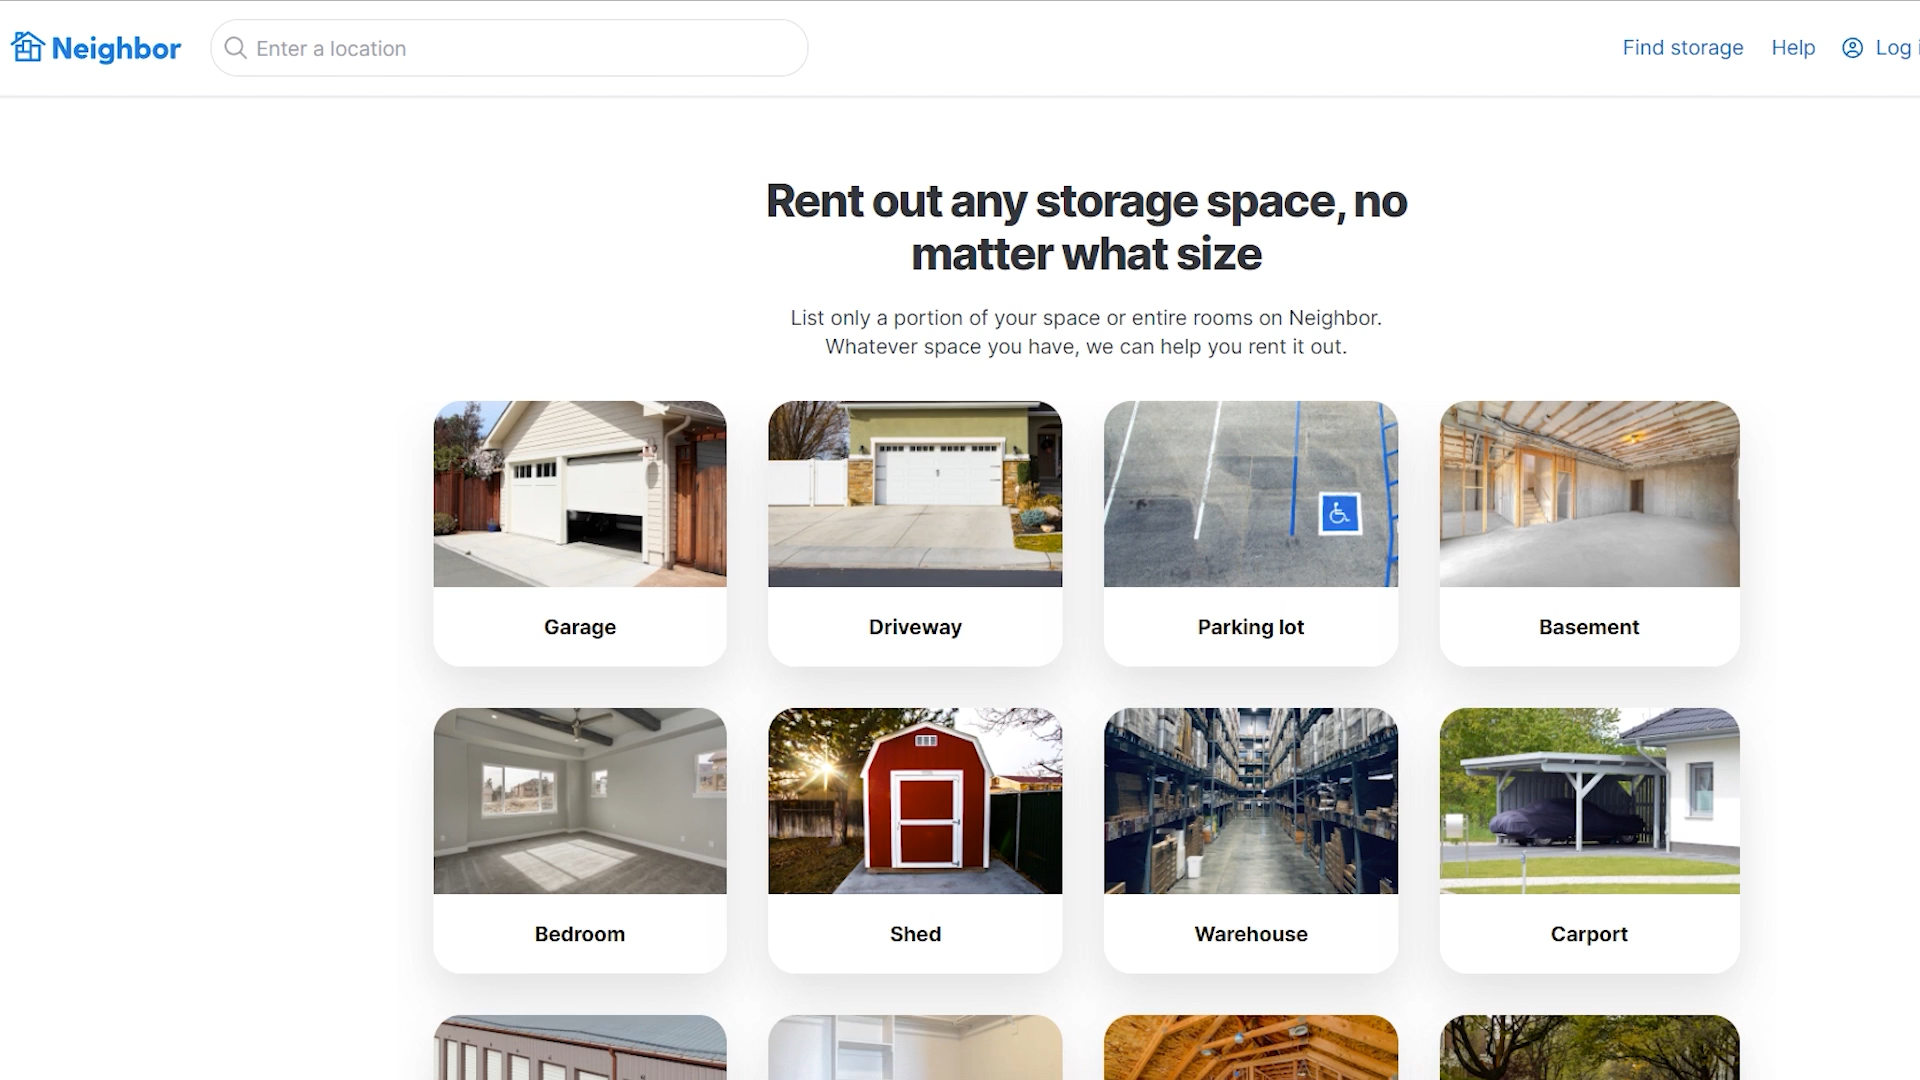 Neighbor
Enter a location
Find storage
Help
Log i
Rent out any storage space, no
matter what size
List only a portion of your space or entire rooms on Neighbor.
Whatever space you have, we can help you rent it out.
Garage
Driveway
Parking lot
Basement
Bedroom
Shed
Warehouse
Carport